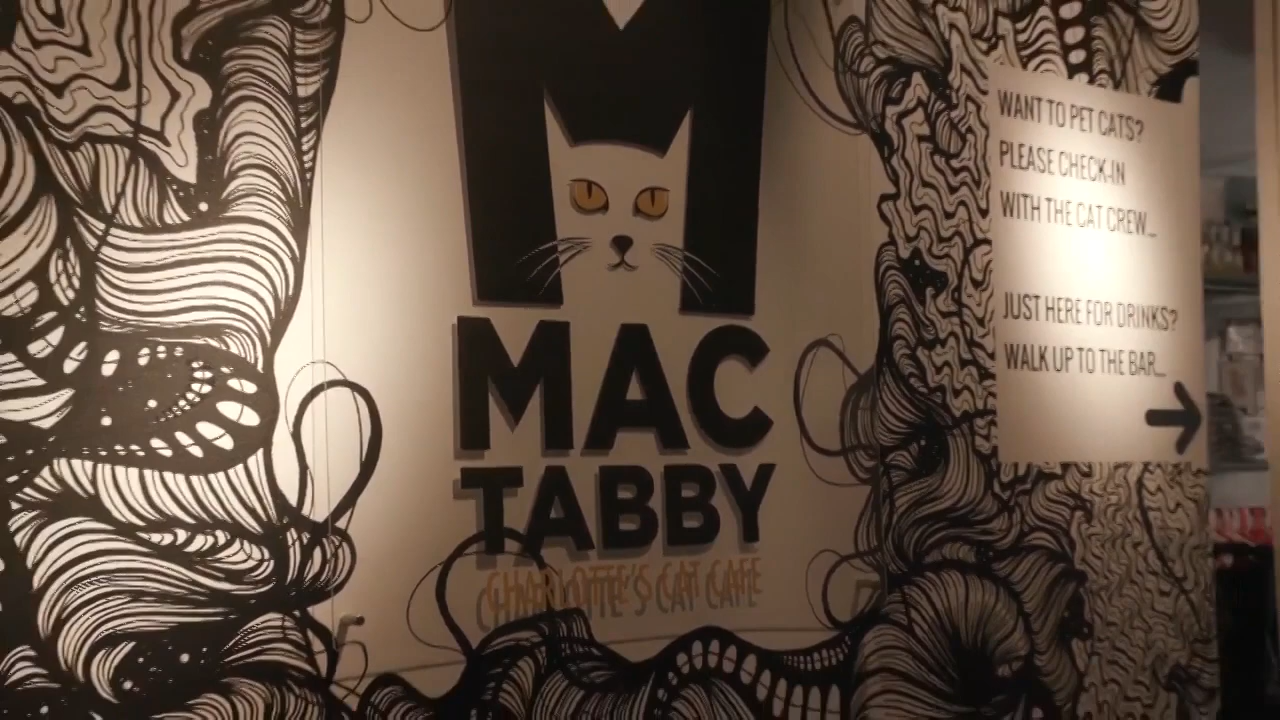 M
MAC
TABBY
CHARLOTTE'S CAT CAFE
WANT TO PET CATS?
PLEASE CHECK-IN
WITH THE CAT CREW...
JUST HERE FOR DRINKS?
WALK UP TO THE BAR...